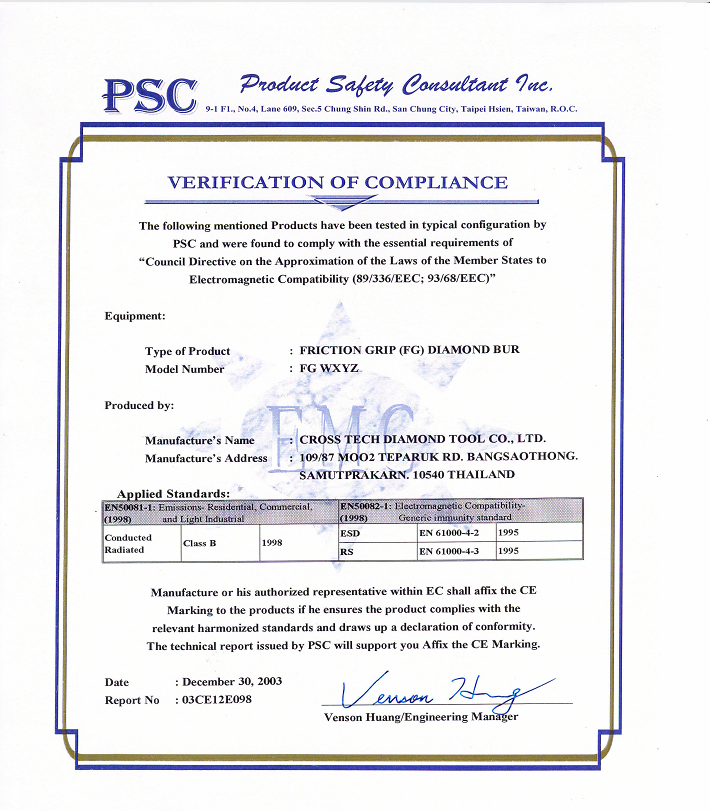 PSC
Product Safety Consultant Inc.
9-1 F1., No.4, Lane 609, Sec.5 Chung Shin Rd., San Chung City, Taipei Hsien, Taiwan, R.O.C.
VERIFICATION OF COMPLIANCE
The following mentioned Products have been tested in typical configuration by
PSC and were found to comply with the essential requirements of
“Council Directive on the Approximation of the Laws of the Member States to
Electromagnetic Compatibility (89/336/EEC; 93/68/EEC)”
Equipment:
Type of Product : FRICTION GRIP (FG) DIAMOND BUR
Model Number : FG WXYZ
Produced by:
EMC
Manufacture's Name : CROSS TECH DIAMOND TOOL CO., LTD.
Manufacture's Address : 109/87 MOO2 TEPARUK RD. BANGSAOTHONG.
SAMUTPRAKARN. 10540 THAILAND
Applied Standards:
EN50081-1: Emissions- Residential, Commercial,
(1998) and Light Industrial
EN50082-1: Electromagnetic Compatibility-
(1998) Generic immunity standard
Conducted
Radiated
Class B
1998
ESD EN 61000-4-2 1995
RS EN 61000-4-3 1995
Manufacture or his authorized representative within EC shall affix the CE
Marking to the products if he ensures the product complies with the
relevant harmonized standards and draws up a declaration of conformity.
The technical report issued by PSC will support you Affix the CE Marking.
Date : December 30, 2003
Report No : 03CE12E098
Venson Huang
Venson Huang/Engineering Manager